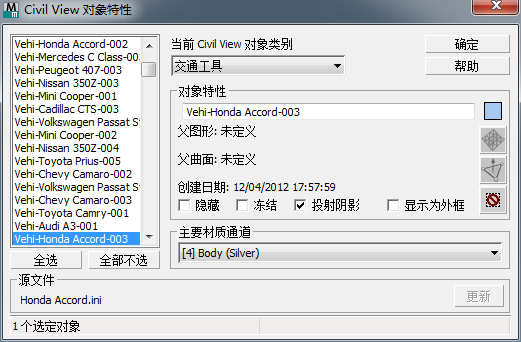 Civil View 对象特性
Vehi-Honda Accord-002
Vehi-Mercedes C Class-00
Vehi-Peugeot 407-003
Vehi-Nissan 350Z-003
Vehi-Mini Cooper-001
Vehi-Cadillac CTS-003
Vehi-Volkswagen Passat S
Vehi-Mini Cooper-002
Vehi-Nissan 350Z-004
Vehi-Toyota Prius-005
Vehi-Chevy Camaro-002
Vehi-Volkswagen Passat S
Vehi-Chevy Camaro-003
Vehi-Toyota Camry-001
Vehi-Audi A3-001
Vehi-Honda Accord-003
全选
全部不选
当前 Civil View 对象类别
交通工具
确定
帮助
对象特性
Vehi-Honda Accord-003
父图形: 未定义
父曲面: 未定义
创建日期: 12/04/2012 17:57:59
隐藏 冻结 投射阴影 显示为外框
主要材质通道
[4] Body (Silver)
源文件
Honda Accord.ini
更新
1 个选定对象